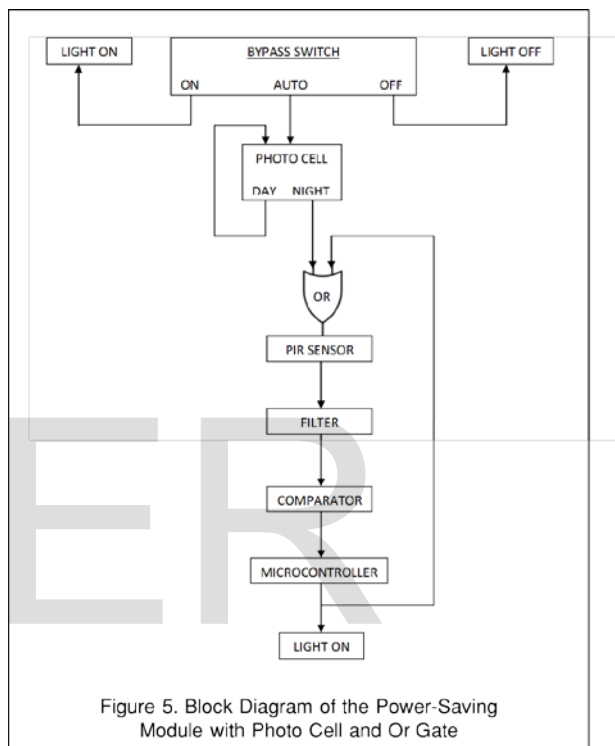 LIGHT ON
BYPASS SWITCH
LIGHT OFF
ON AUTO OFF
PHOTO CELL
DAY NIGHT
OR
PIR SENSOR
FILTER
ER
COMPARATOR
MICROCONTROLLER
LIGHT ON
Figure 5. Block Diagram of the Power-Saving
Module with Photo Cell and Or Gate